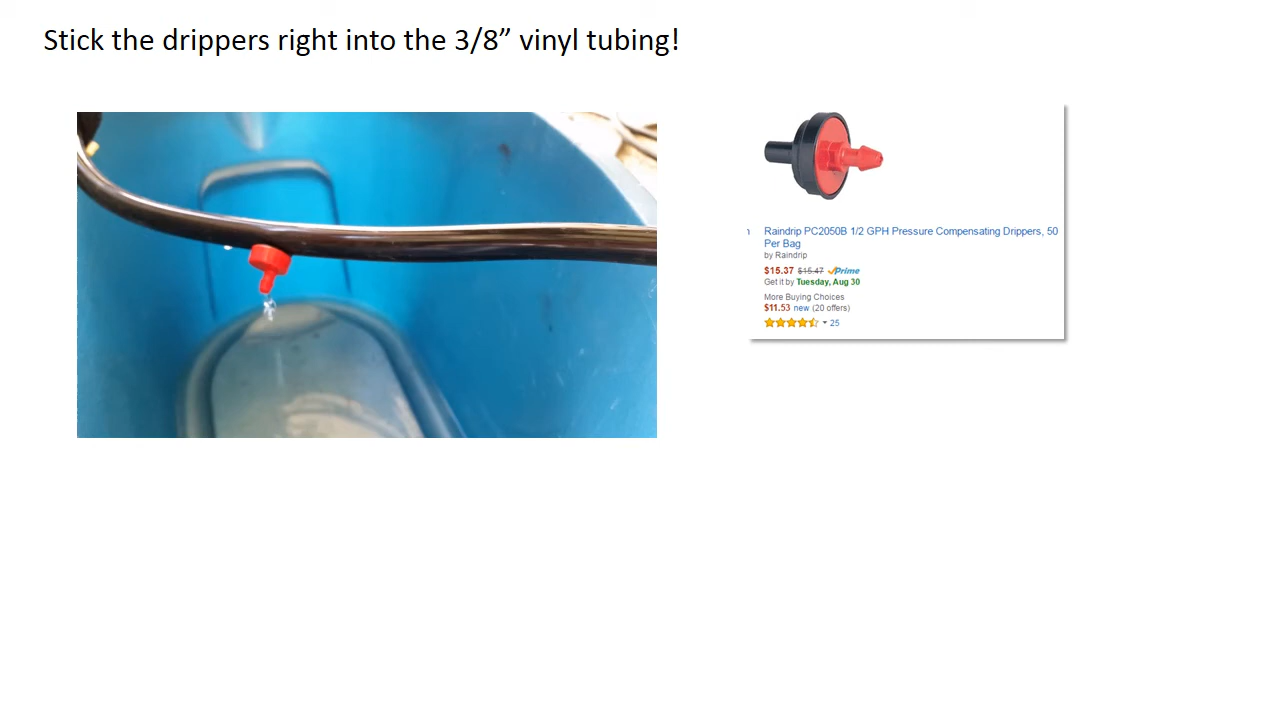 Stick the drippers right into the 3/8” vinyl tubing!
Raindrip PC2050B 1/2 GPH Pressure Compensating Drippers, 50
Per Bag
by Raindrip
$15.37 $15.47 ✓Prime
Get it by Tuesday, Aug 30
More Buying Choices
$11.53 new (20 offers)
25